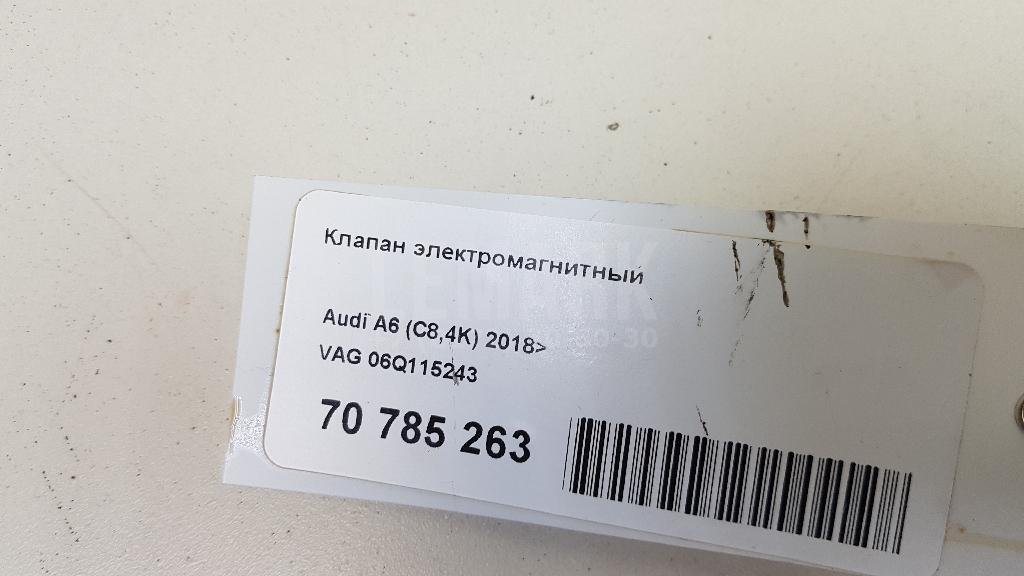 Клапан электромагнитный
Audi A6 (C8,4K) 2018>
VAG 06Q115243
70 785 263